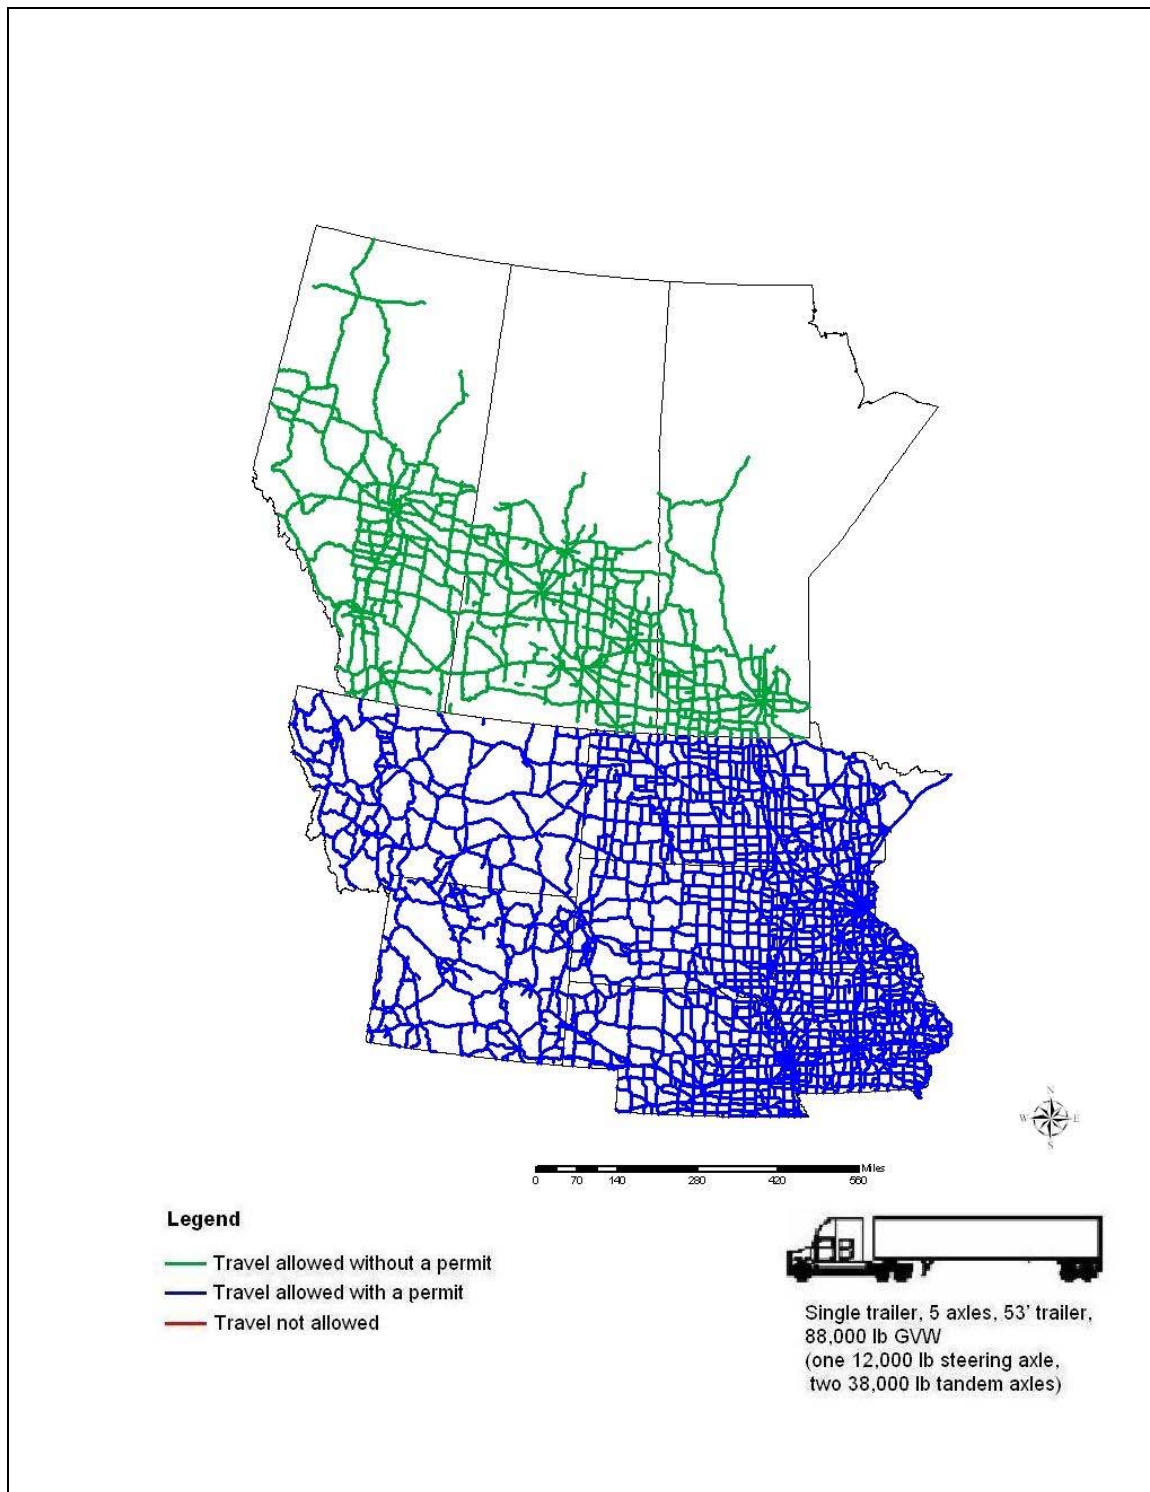 N
W E
S
Miles
0 70 140 280 420 560
Legend
Travel allowed without a permit
Travel allowed with a permit
Travel not allowed
Single trailer, 5 axles, 53' trailer,
88,000 lb GVW
(one 12,000 lb steering axle,
two 38,000 lb tandem axles)